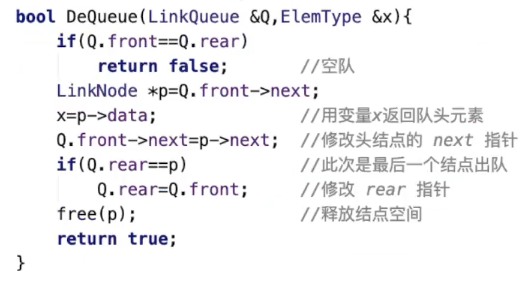 bool DeQueue(LinkQueue &Q,ElemType &x){
    if(Q.front==Q.rear)
        return false;       //空队
    LinkNode *p=Q.front->next;
    x=p->data;              //用变量x返回队头元素
    Q.front->next=p->next;  //修改头结点的 next 指针
    if(Q.rear==p)           //此次是最后一个结点出队
        Q.rear=Q.front;     //修改 rear 指针
    free(p);                //释放结点空间
    return true;
}